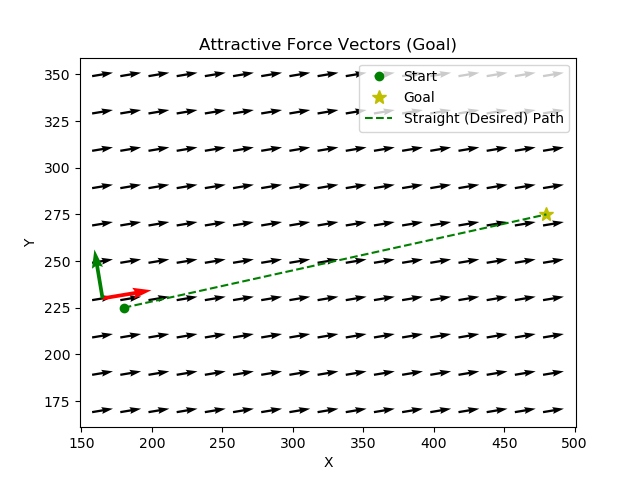 Attractive Force Vectors (Goal)
Start
Goal
Straight (Desired) Path
350
325
300
275
250
225
200
175
Y
150 200 250 300 350 400 450 500
X